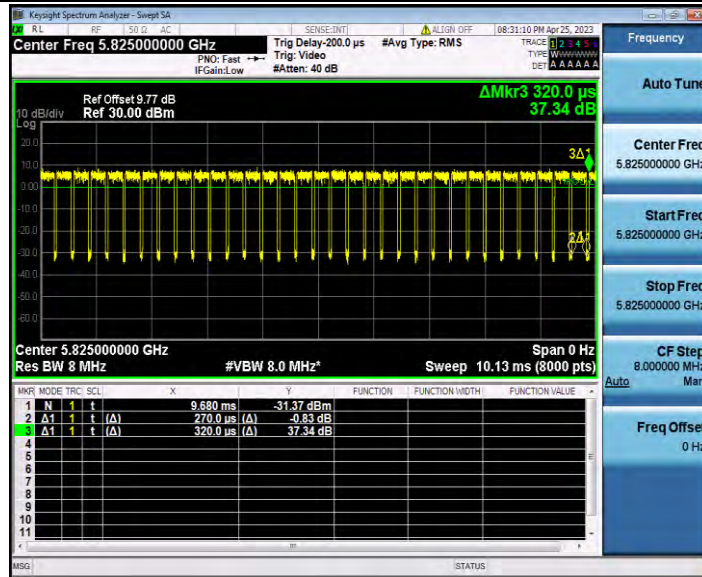 Keysight Spectrum Analyzer - Swept SA
RL RF 50 Ω AC SENSE:INT ALIGN OFF 08:31:10 PM Apr 25, 2023
Center Freq 5.825000000 GHz
PNO: Fast
IFGain:Low
Trig Delay-200.0 µs
Trig: Video
#Atten: 40 dB
#Avg Type: RMS
TRACE 1 2 3 4 5 6
TYPE
DET A A A A A A
Ref Offset 9.77 dB
10 dB/div Ref 30.00 dBm
Log
ΔMkr3 320.0 µs
37.34 dB
20.0
10.0
0.00
-10.0
-20.0
-30.0
-40.0
-50.0
-60.0
3Δ1
2Δ1
Center 5.825000000 GHz Span 0 Hz
Res BW 8 MHz #VBW 8.0 MHz* Sweep 10.13 ms (8000 pts)
MKR MODE TRC SCL X Y FUNCTION FUNCTION WIDTH FUNCTION VALUE
1 N 1 t 9.680 ms -31.37 dBm
2 Δ1 1 t (Δ) 270.0 µs (Δ) -0.83 dB
3 Δ1 1 t (Δ) 320.0 µs (Δ) 37.34 dB
4
5
6
7
8
9
10
11
MSG STATUS
Frequency
Auto Tune
Center Freq
5.825000000 GHz
Start Freq
5.825000000 GHz
Stop Freq
5.825000000 GHz
CF Step
8.000000 MHz
Auto Man
Freq Offset
0 Hz